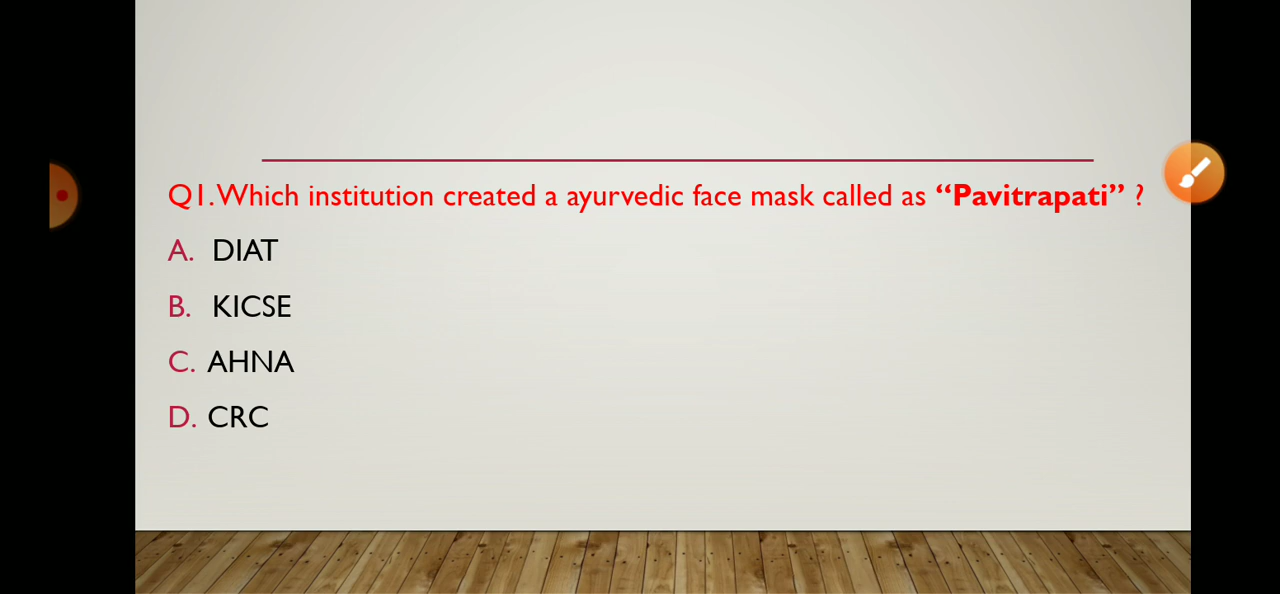 Q1. Which institution created a ayurvedic face mask called as “Pavitrapati” ?
A. DIAT
B. KICSE
C. AHNA
D. CRC